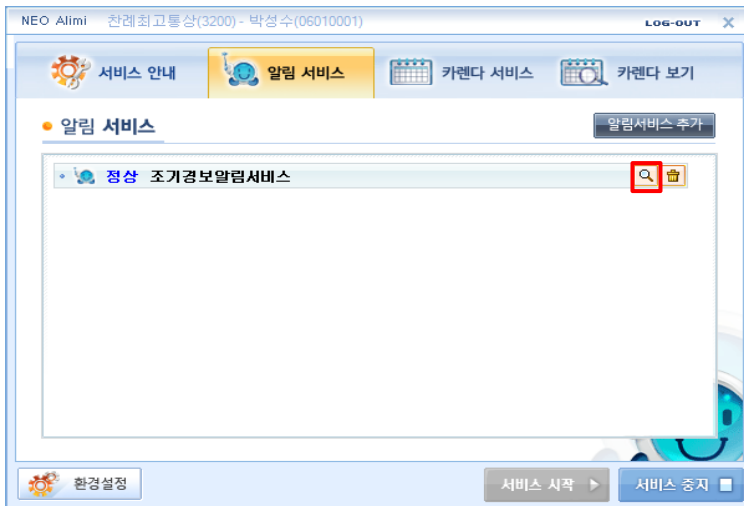 NEO Alimi 찬례최고통상(3200) - 박성수(06010001) LOG-OUT
서비스 안내 알림 서비스 카렌다 서비스 카렌다 보기
알림 서비스 알림서비스 추가
정상 조기경보알림서비스
환경설정 서비스 시작 서비스 중지